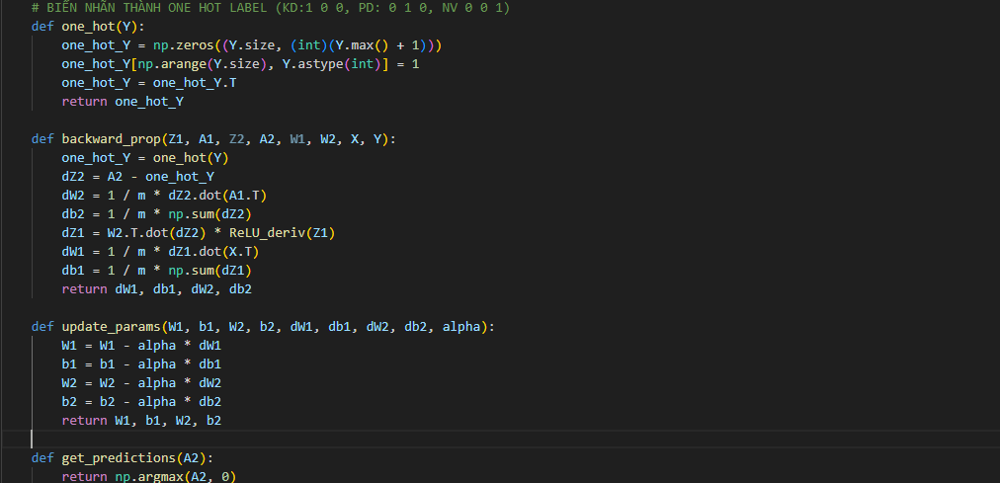 # BIẾN NHÃN THÀNH ONE HOT LABEL (KD:1 0 0, PD: 0 1 0, NV 0 0 1)
def one_hot(Y):
    one_hot_Y = np.zeros((Y.size, (int)(Y.max() + 1)))
    one_hot_Y[np.arange(Y.size), Y.astype(int)] = 1
    one_hot_Y = one_hot_Y.T
    return one_hot_Y
def backward_prop(Z1, A1, Z2, A2, W1, W2, X, Y):
    one_hot_Y = one_hot(Y)
    dZ2 = A2 - one_hot_Y
    dW2 = 1 / m * dZ2.dot(A1.T)
    db2 = 1 / m * np.sum(dZ2)
    dZ1 = W2.T.dot(dZ2) * ReLU_deriv(Z1)
    dW1 = 1 / m * dZ1.dot(X.T)
    db1 = 1 / m * np.sum(dZ1)
    return dW1, db1, dW2, db2
def update_params(W1, b1, W2, b2, dW1, db1, dW2, db2, alpha):
    W1 = W1 - alpha * dW1
    b1 = b1 - alpha * db1
    W2 = W2 - alpha * dW2
    b2 = b2 - alpha * db2
    return W1, b1, W2, b2
def get_predictions(A2):
    return np.argmax(A2, 0)